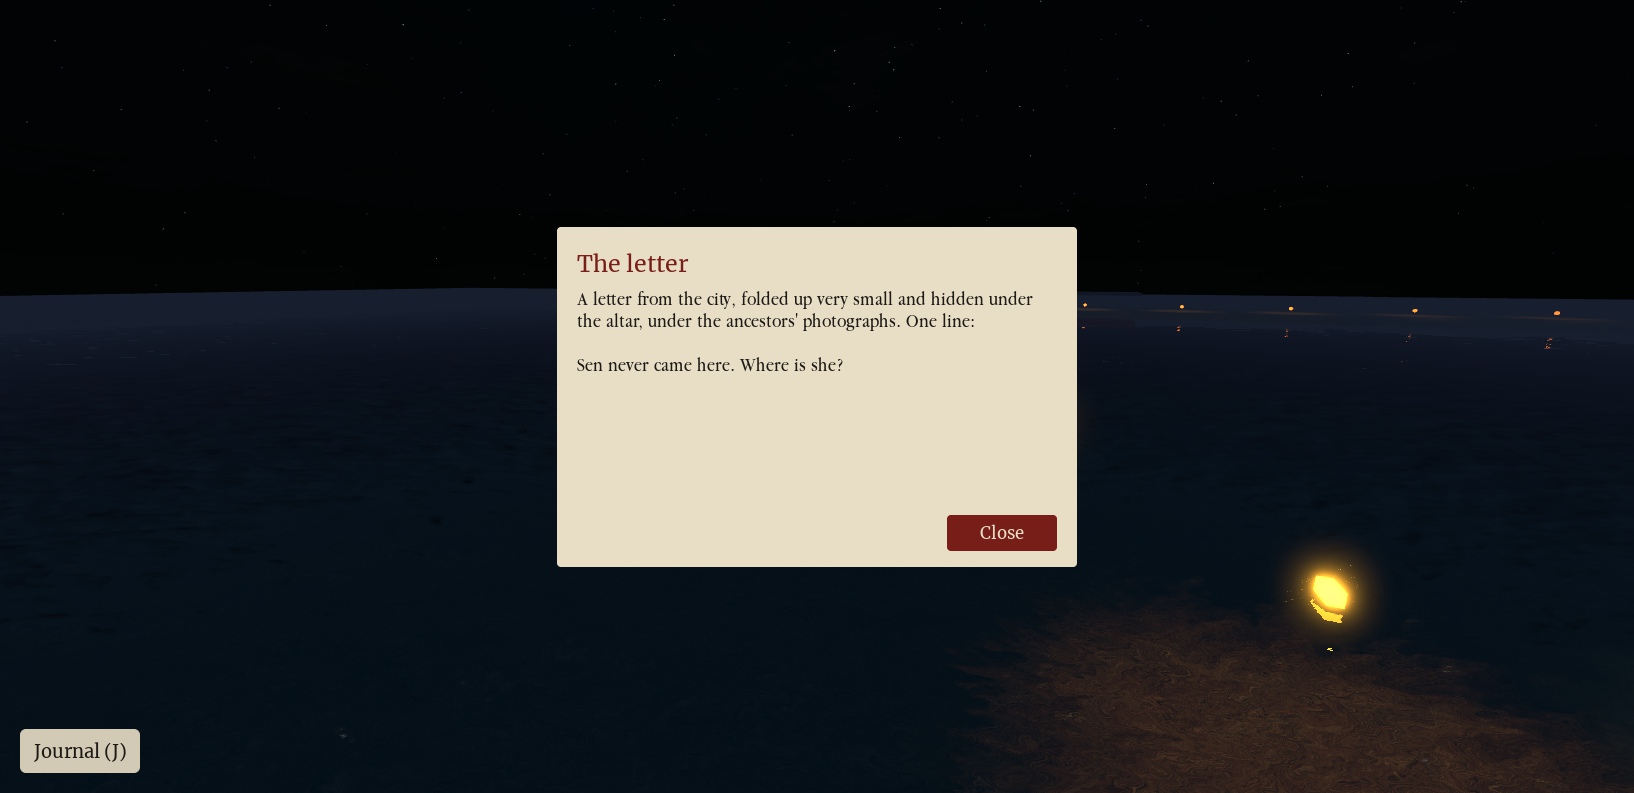 The letter
A letter from the city, folded up very small and hidden under
the altar, under the ancestors' photographs. One line:
Sen never came here. Where is she?
Close
Journal (J)